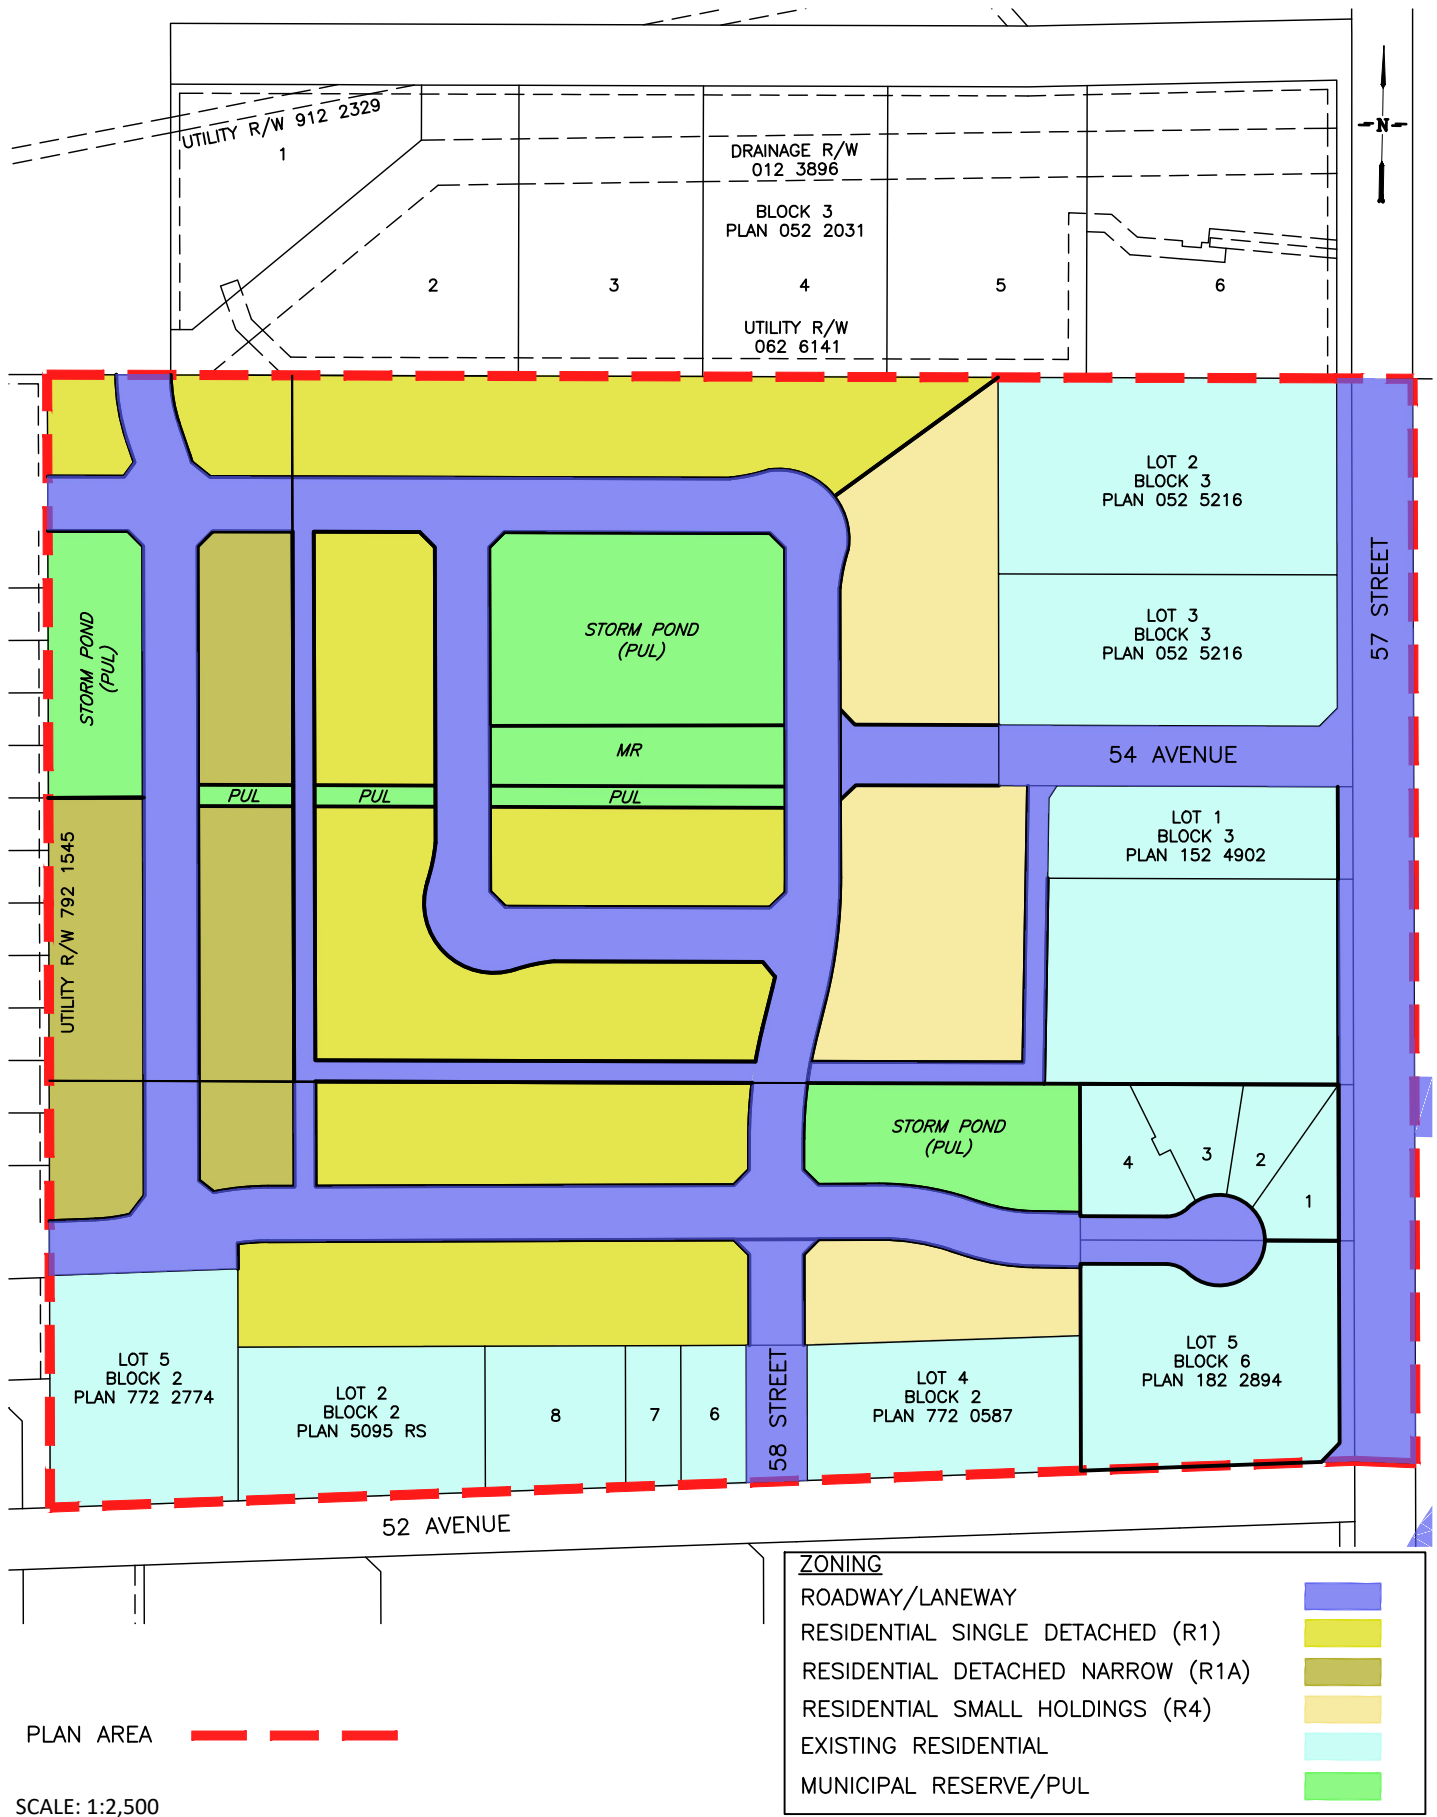 UTILITY R/W 912 2329
1
N
DRAINAGE R/W
012 3896
BLOCK 3
PLAN 052 2031
2
3
4
5
6
UTILITY R/W
062 6141
LOT 2
BLOCK 3
PLAN 052 5216
57 STREET
STORM POND
(PUL)
STORM POND
(PUL)
LOT 3
BLOCK 3
PLAN 052 5216
MR
54 AVENUE
PUL
PUL
PUL
LOT 1
BLOCK 3
PLAN 152 4902
UTILITY R/W 792 1545
STORM POND
(PUL)
4
3
2
1
LOT 5
BLOCK 2
PLAN 772 2774
LOT 2
BLOCK 2
PLAN 5095 RS
8
7
6
58 STREET
LOT 4
BLOCK 2
PLAN 772 0587
LOT 5
BLOCK 6
PLAN 182 2894
52 AVENUE
ZONING
ROADWAY/LANEWAY
RESIDENTIAL SINGLE DETACHED (R1)
RESIDENTIAL DETACHED NARROW (R1A)
RESIDENTIAL SMALL HOLDINGS (R4)
EXISTING RESIDENTIAL
MUNICIPAL RESERVE/PUL
PLAN AREA
SCALE: 1:2,500